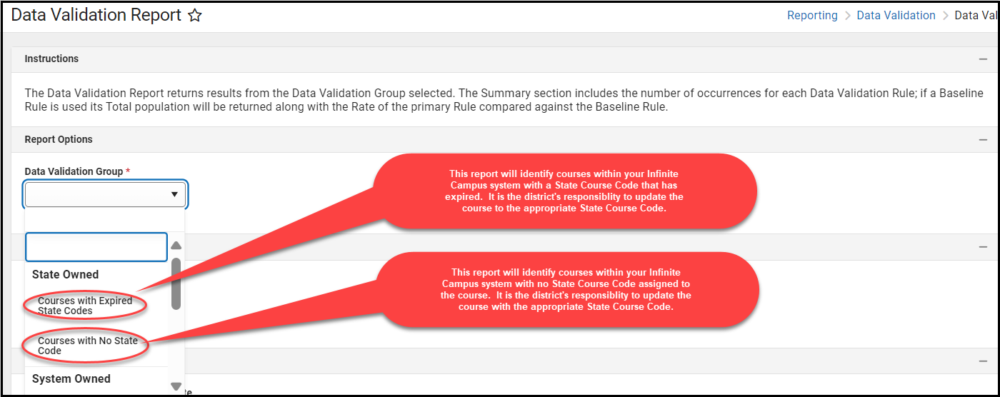 Data Validation Report
Reporting > Data Validation > Data Val
Instructions
The Data Validation Report returns results from the Data Validation Group selected. The Summary section includes the number of occurrences for each Data Validation Rule; if a Baseline
Rule is used its Total population will be returned along with the Rate of the primary Rule compared against the Baseline Rule.
Report Options
Data Validation Group *
This report will identify courses within your Infinite
Campus system with a State Course Code that has
expired. It is the district's responsiblity to update the
course to the appropriate State Course Code.
State Owned
Courses with Expired
State Codes
This report will identify courses within your Infinite
Campus system with no State Course Code assigned to
the course. It is the district's responsiblity to update the
course with the appropriate State Course Code.
Courses with No State
Code
System Owned